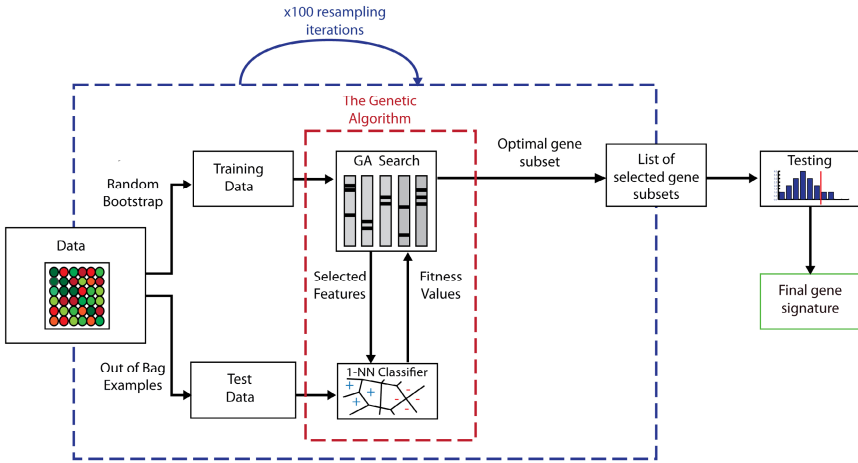 x100 resampling
iterations
The Genetic
Algorithm
Random
Bootstrap
Training
Data
GA Search
Optimal gene
subset
List of
selected gene
subsets
Testing
Data
Selected
Features
Fitness
Values
Final gene
signature
Out of Bag
Examples
Test
Data
1-NN Classifier
+
+
+
-
-
-
-
-